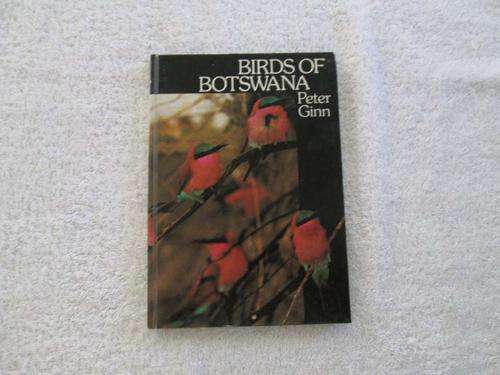 BIRDS OF
BOTSWANA
Peter
Ginn